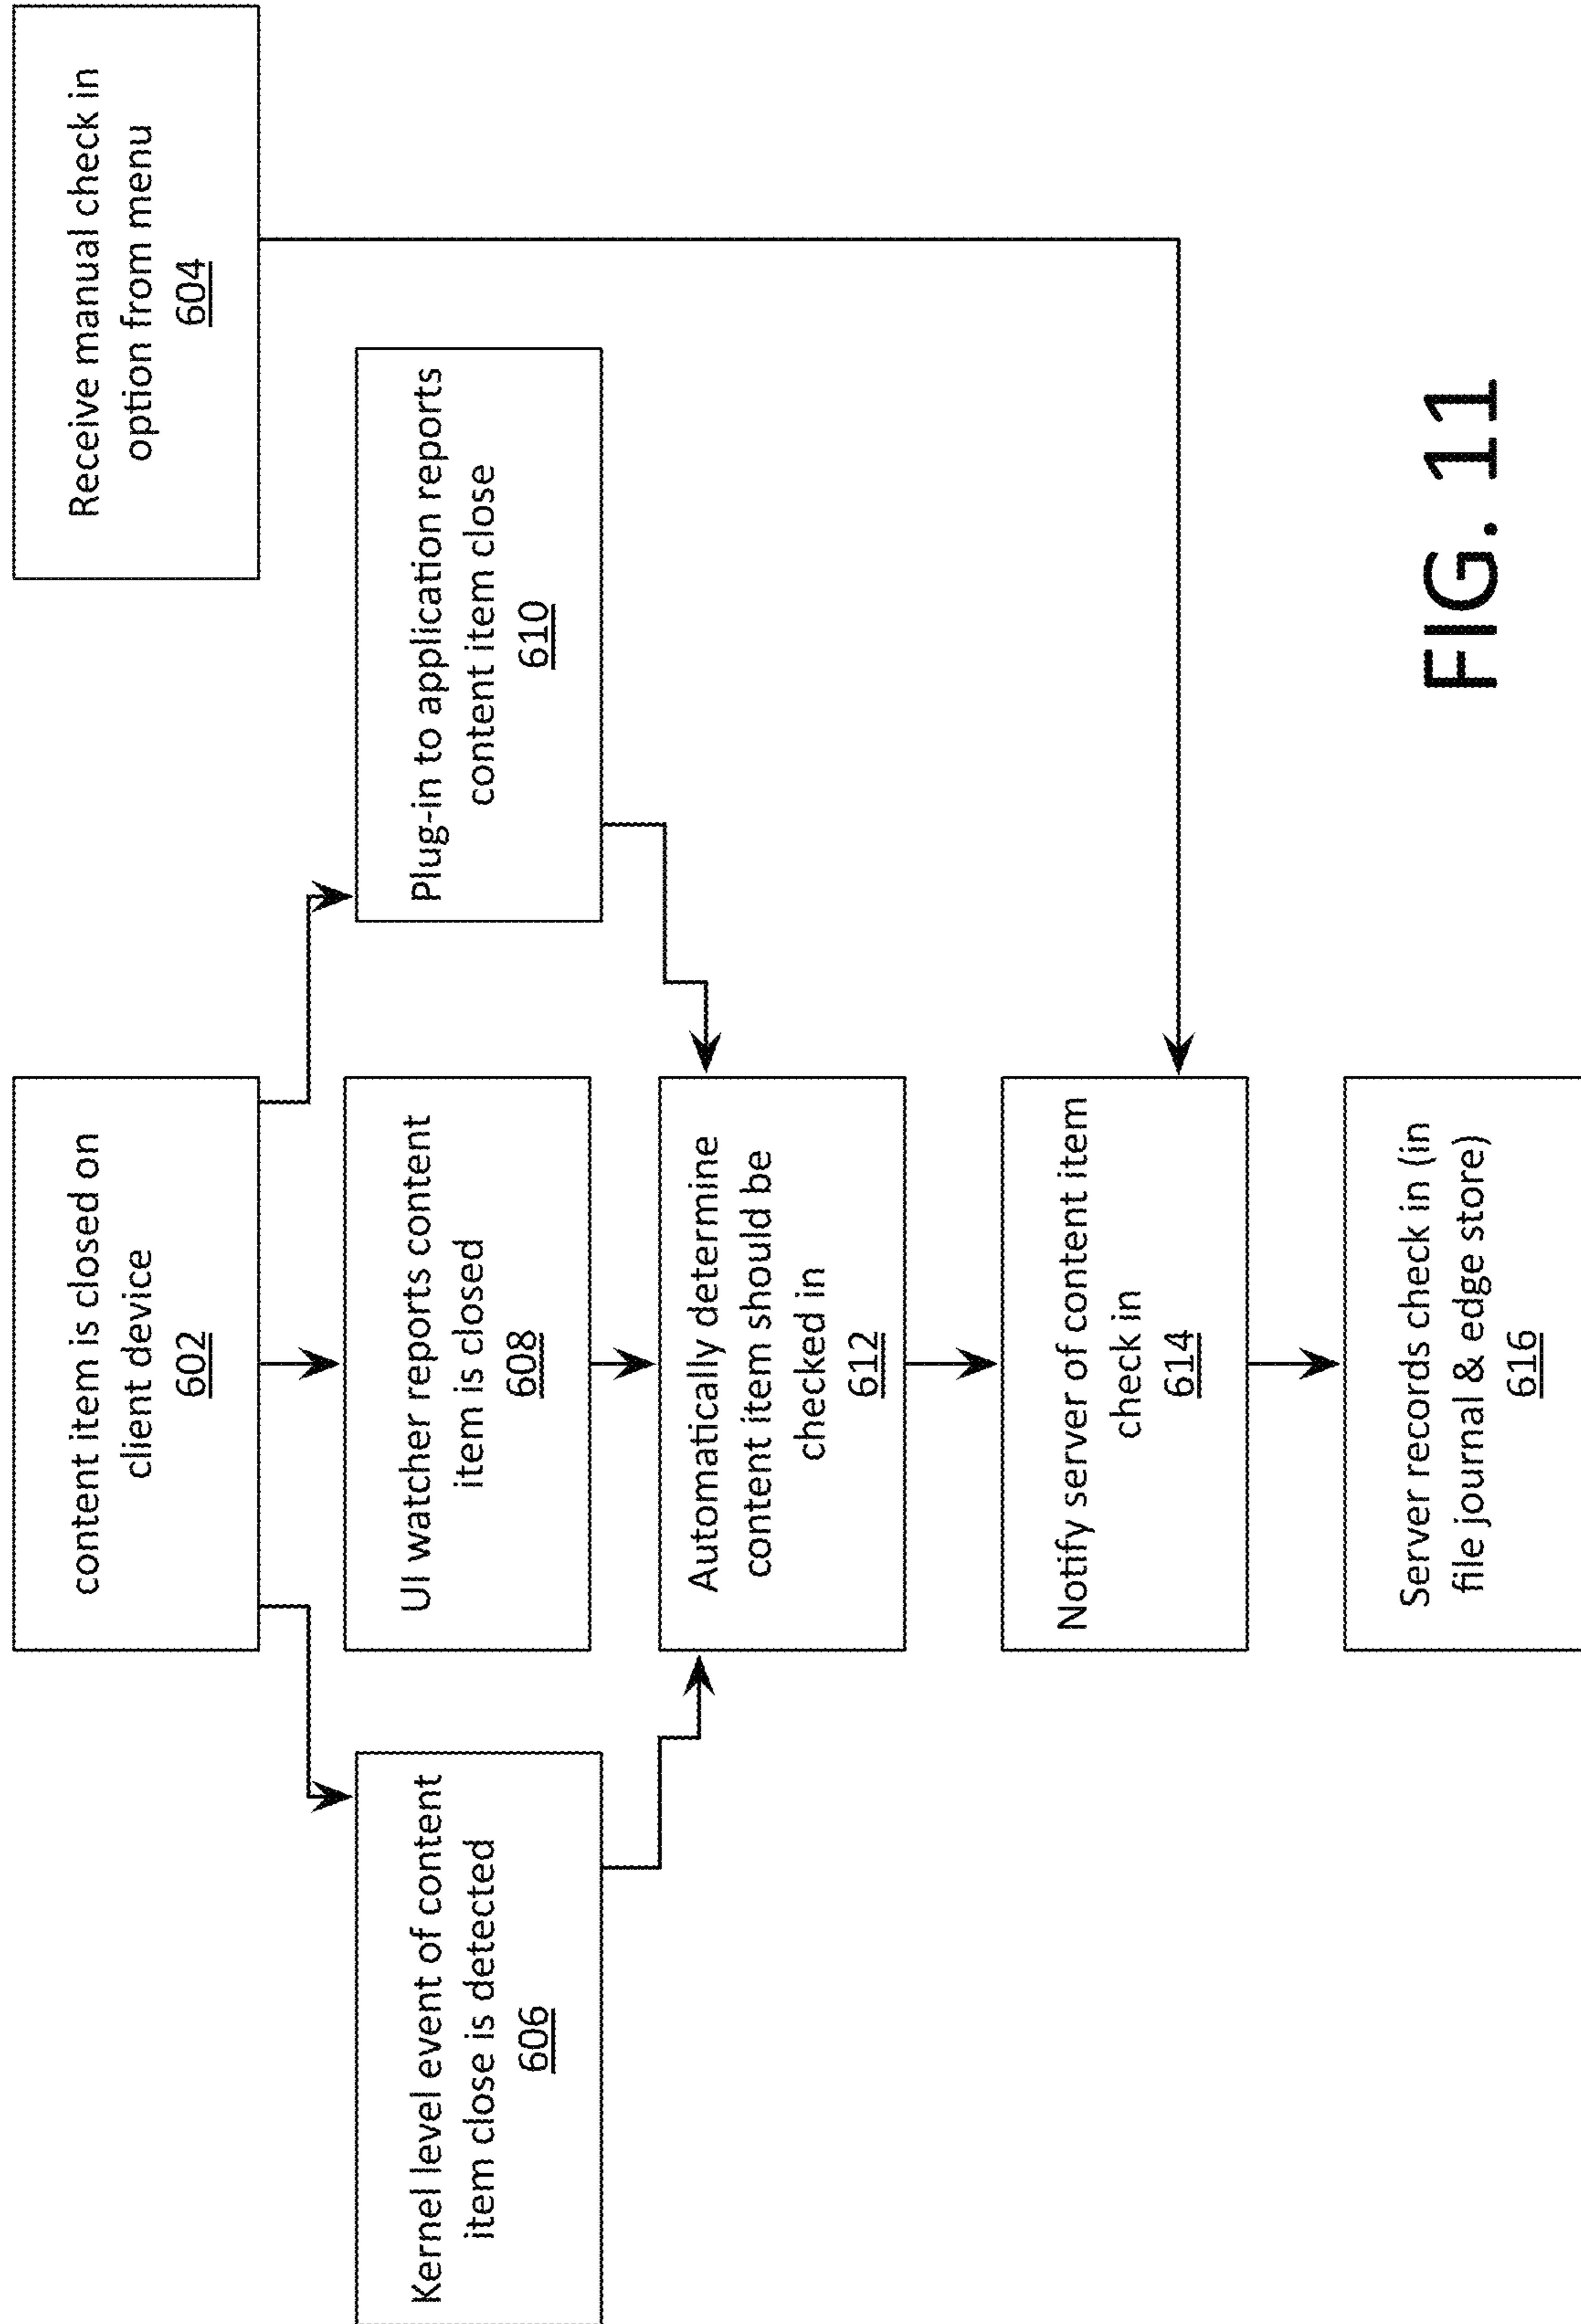 content item is closed on
client device
602
Receive manual check in
option from menu
604
Kernel level event of content
item close is detected
606
UI watcher reports content
item is closed
608
Plug-in to application reports
content item close
610
Automatically determine
content item should be
checked in
612
Notify server of content item
check in
614
Server records check in (in
file journal & edge store)
616
FIG. 11